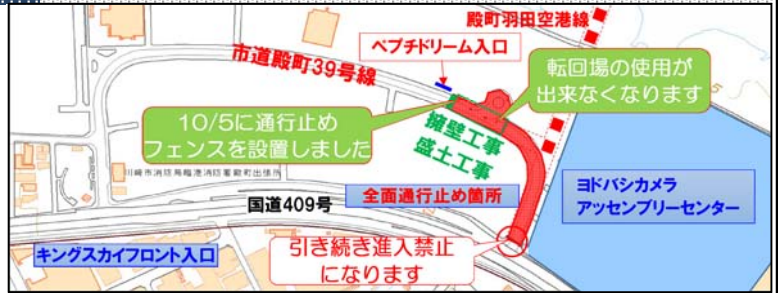 殿町羽田空港線
ペプチドリーム入口
市道殿町39号線
転回場の使用が
出来なくなります
10/5に通行止め
フェンスを設置しました
擁壁工事
盛土工事
川崎市消防局臨港消防署殿町出張所
全面通行止め箇所
国道409号
ヨドバシカメラ
アッセンブリーセンター
キングスカイフロント入口
引き続き進入禁止
になります